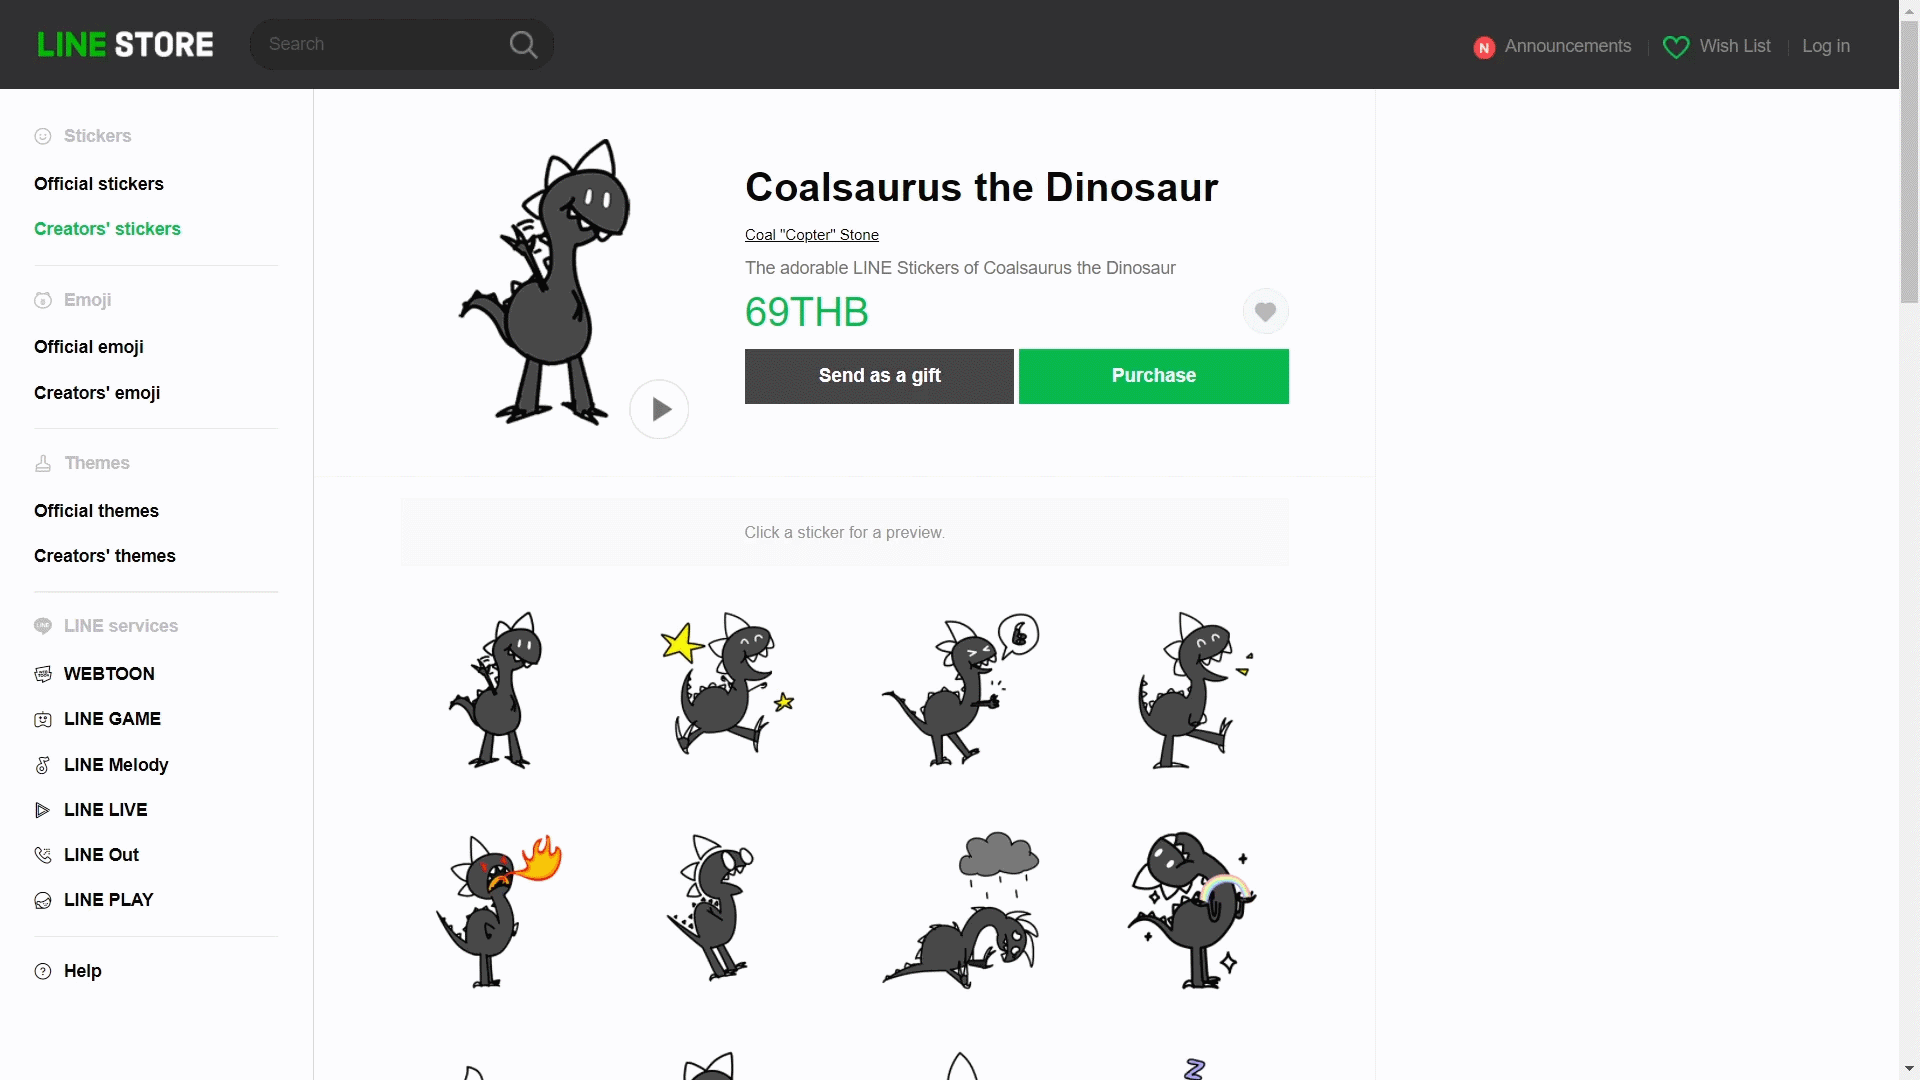 LINE STORE
Search
N Announcements
Wish List
Log in
Stickers
Official stickers
Creators' stickers
Emoji
Official emoji
Creators' emoji
Themes
Official themes
Creators' themes
LINE services
WEBTOON
LINE GAME
LINE Melody
LINE LIVE
LINE Out
LINE PLAY
? Help
Coalsaurus the Dinosaur
Coal "Copter" Stone
The adorable LINE Stickers of Coalsaurus the Dinosaur
69THB
Send as a gift
Purchase
Click a sticker for a preview.
Z